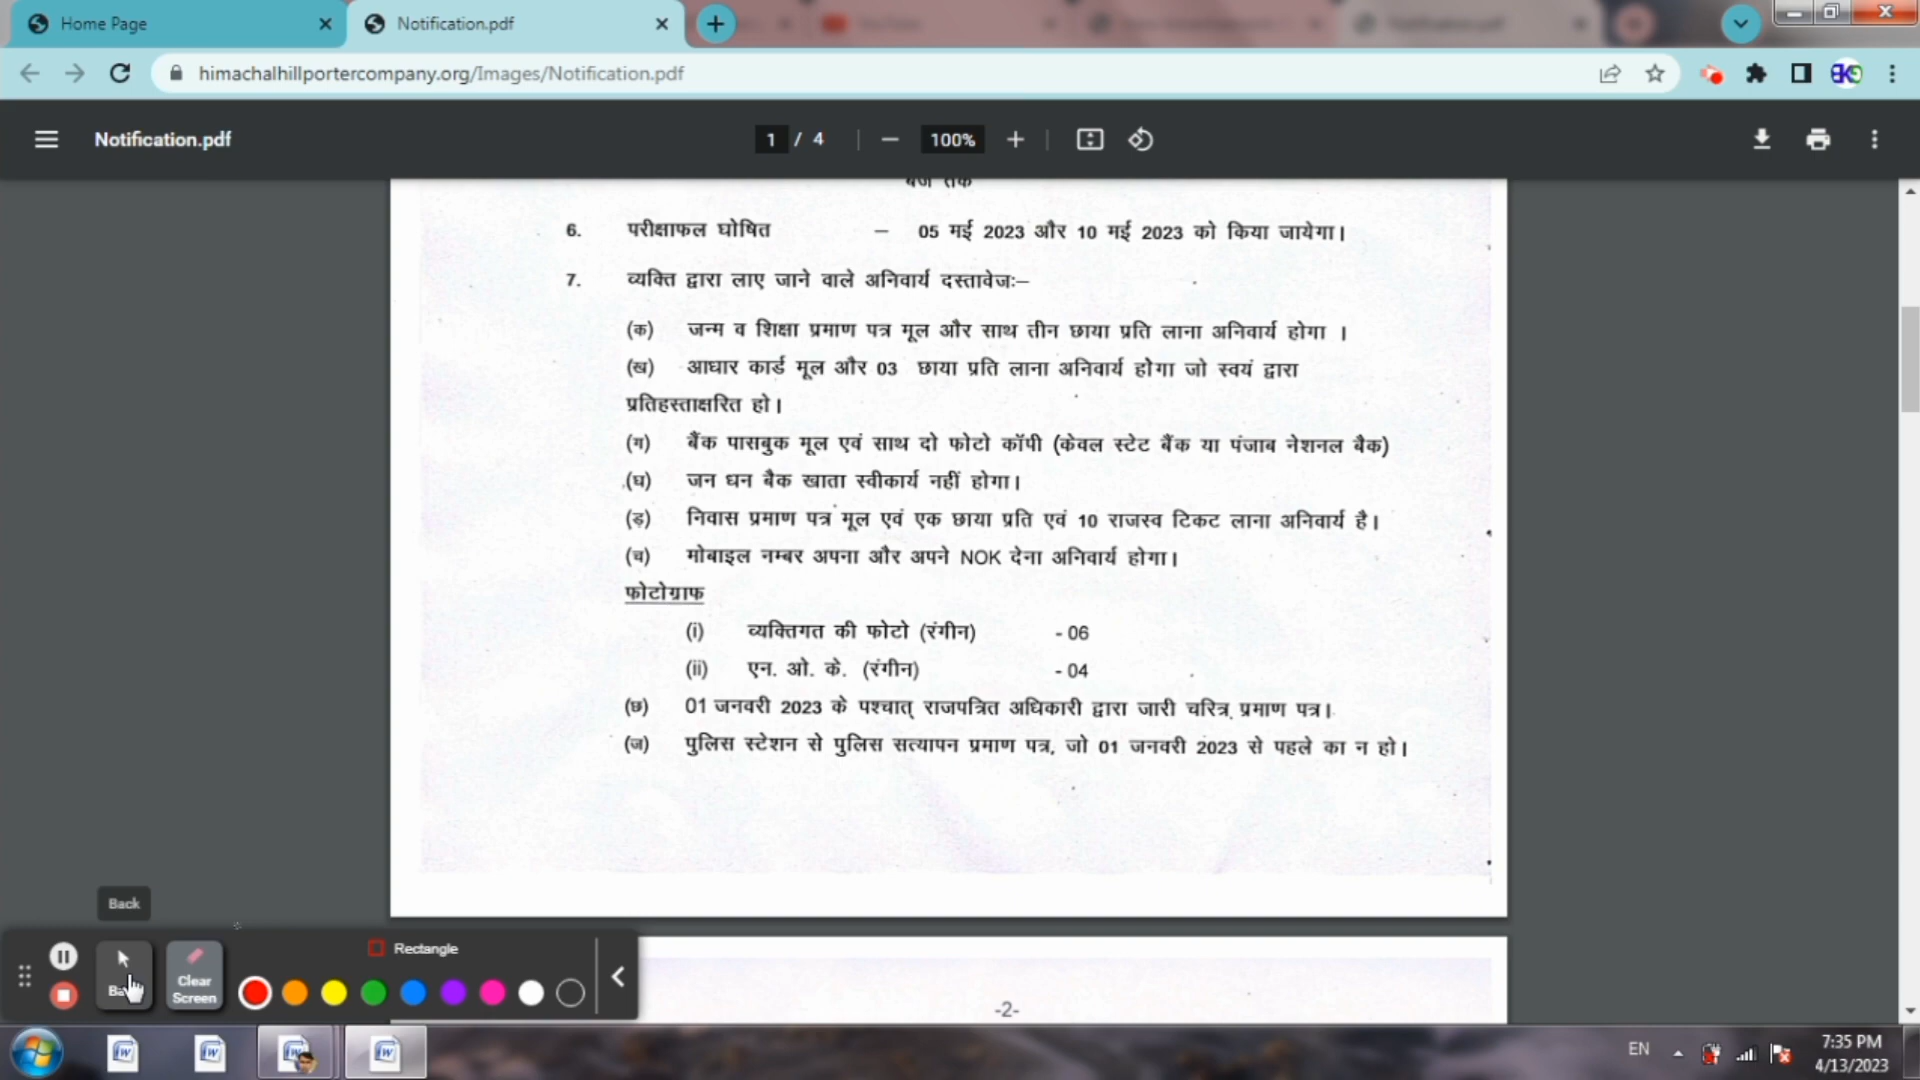 Home Page
Notification.pdf
himachalhillportercompany.org/Images/Notification.pdf
Notification.pdf
1 / 4
100%
बजे तक
6. परीक्षाफल घोषित – 05 मई 2023 और 10 मई 2023 को किया जायेगा।
7. व्यक्ति द्वारा लाए जाने वाले अनिवार्य दस्तावेजः–
(क) जन्म व शिक्षा प्रमाण पत्र मूल और साथ तीन छाया प्रति लाना अनिवार्य होगा ।
(ख) आधार कार्ड मूल और 03 छाया प्रति लाना अनिवार्य होगा जो स्वयं द्वारा
प्रतिहस्ताक्षरित हो।
(ग) बैंक पासबुक मूल एवं साथ दो फोटो कॉपी (केवल स्टेट बैंक या पंजाब नेशनल बैक)
(घ) जन धन बैक खाता स्वीकार्य नहीं होगा।
(ड़) निवास प्रमाण पत्र मूल एवं एक छाया प्रति एवं 10 राजस्व टिकट लाना अनिवार्य है।
(च) मोबाइल नम्बर अपना और अपने NOK देना अनिवार्य होगा।
फोटोग्राफ
(i) व्यक्तिगत की फोटो (रंगीन) - 06
(ii) एन. ओ. के. (रंगीन) - 04
(छ) 01 जनवरी 2023 के पश्चात् राजपत्रित अधिकारी द्वारा जारी चरित्र प्रमाण पत्र।
(ज) पुलिस स्टेशन से पुलिस सत्यापन प्रमाण पत्र, जो 01 जनवरी 2023 से पहले का न हो।
Back
Rectangle
Clear
Screen
-2-
EN
7:35 PM
4/13/2023